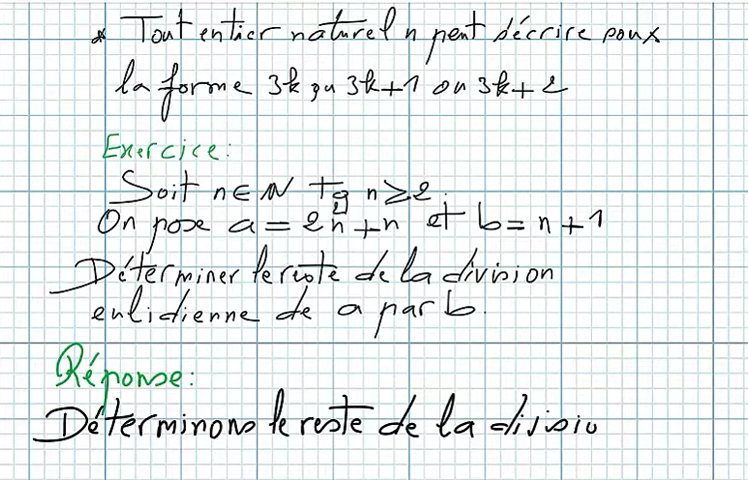 * Tout entier naturel n peut s'écrire sous
la forme 3k ou 3k+1 ou 3k+2
Exercice:
Soit n ∈ ℕ tq n ≥ 2.
On pose a = 2n²+n et b = n+1
Déterminer le reste de la division
euclidienne de a par b.
Réponse:
Déterminons le reste de la divisio